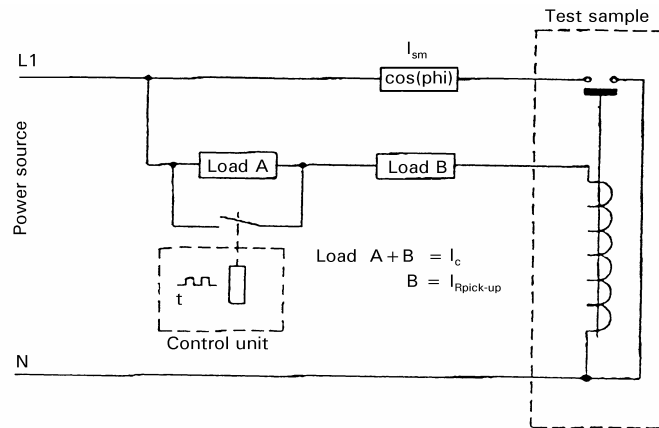 Test sample
L1
I_sm
cos(phi)
Power source
Load A
Load B
Load A + B = I_c
B = I_Rpick-up
t
Control unit
N